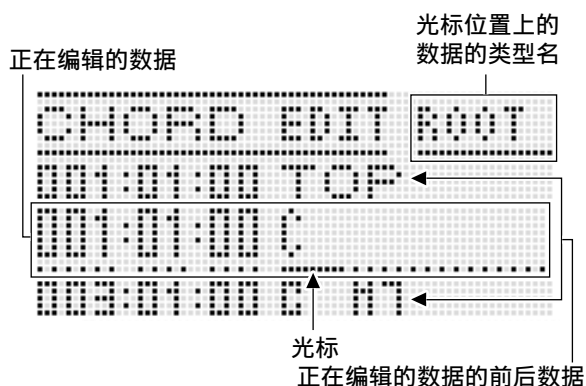 光标位置上的
数据的类型名
正在编辑的数据
CHORD EDIT ROOT
001:01:00 TOP
001:01:00 C
003:01:00 G M7
光标
正在编辑的数据的前后数据